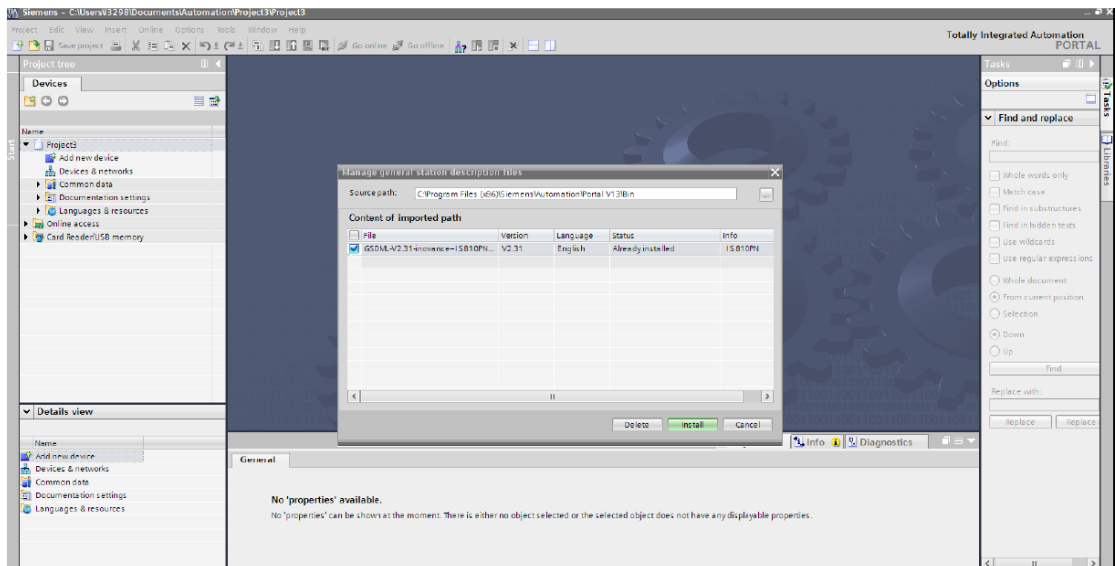 Siemens - C:\Users\l3298\Documents\Automation\Project3\Project3
Project Edit View Insert Online Options Tools Window Help
Save project Go online Go offline
Totally Integrated Automation
PORTAL
Project tree
Devices
Name
Project3
Add new device
Devices & networks
Common data
Documentation settings
Languages & resources
Online access
Card Reader/USB memory
Start
Details view
Name
Add new device
Devices & networks
Common data
Documentation settings
Languages & resources
Manage general station description files
Source path: C:\Program Files (x86)\Siemens\Automation\Portal V13\Bin
Content of imported path
File Version Language Status Info
GSDML-V2.31-inovance-IS810PN... V2.31 English Already installed IS810PN
Delete Install Cancel
Info Diagnostics
General
No 'properties' available.
No 'properties' can be shown at the moment. There is either no object selected or the selected object does not have any displayable properties.
Tasks
Options
Find and replace
Find:
Whole words only
Match case
Find in substructures
Find in hidden texts
Use wildcards
Use regular expressions
Whole document
From current position
Selection
Down
Up
Find
Replace with:
Replace Replace
Tasks
Libraries